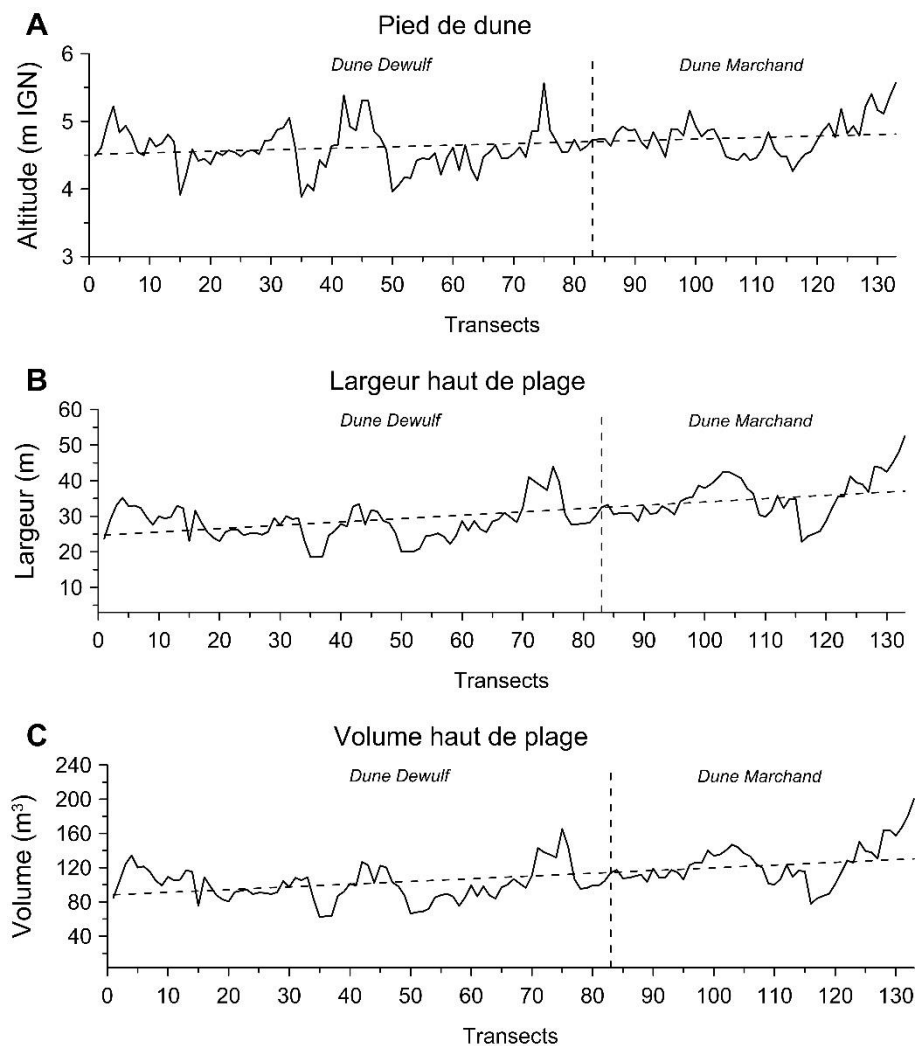 A
Pied de dune
Dune Dewulf
Dune Marchand
Altitude (m IGN)
6
5
4
3
0 10 20 30 40 50 60 70 80 90 100 110 120 130
Transects
B
Largeur haut de plage
Dune Dewulf
Dune Marchand
Largeur (m)
60
50
40
30
20
10
0 10 20 30 40 50 60 70 80 90 100 110 120 130
Transects
C
Volume haut de plage
Dune Dewulf
Dune Marchand
Volume (m³)
240
200
160
120
80
40
0 10 20 30 40 50 60 70 80 90 100 110 120 130
Transects